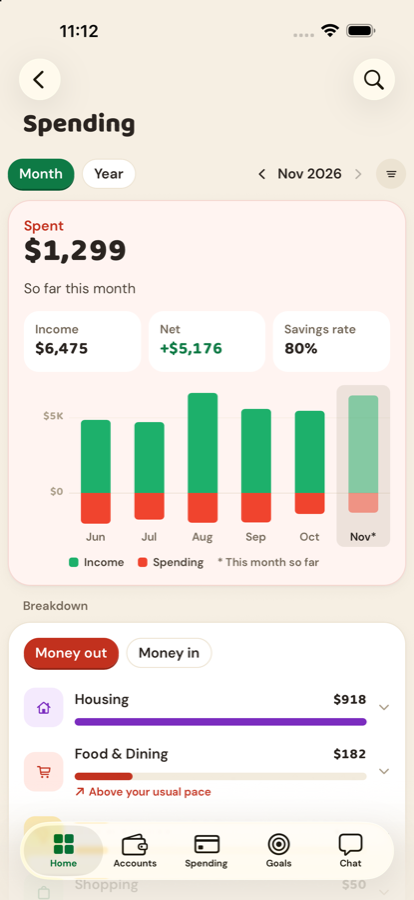 11:12
Spending
Month Year Nov 2026
Spent
$1,299
So far this month
Income Net Savings rate
$6,475 +$5,176 80%
$5K
$0
Jun Jul Aug Sep Oct Nov*
Income Spending * This month so far
Breakdown
Money out Money in
Housing $918
Food & Dining $182
Above your usual pace
Home Accounts Spending Goals Chat
Shopping $50